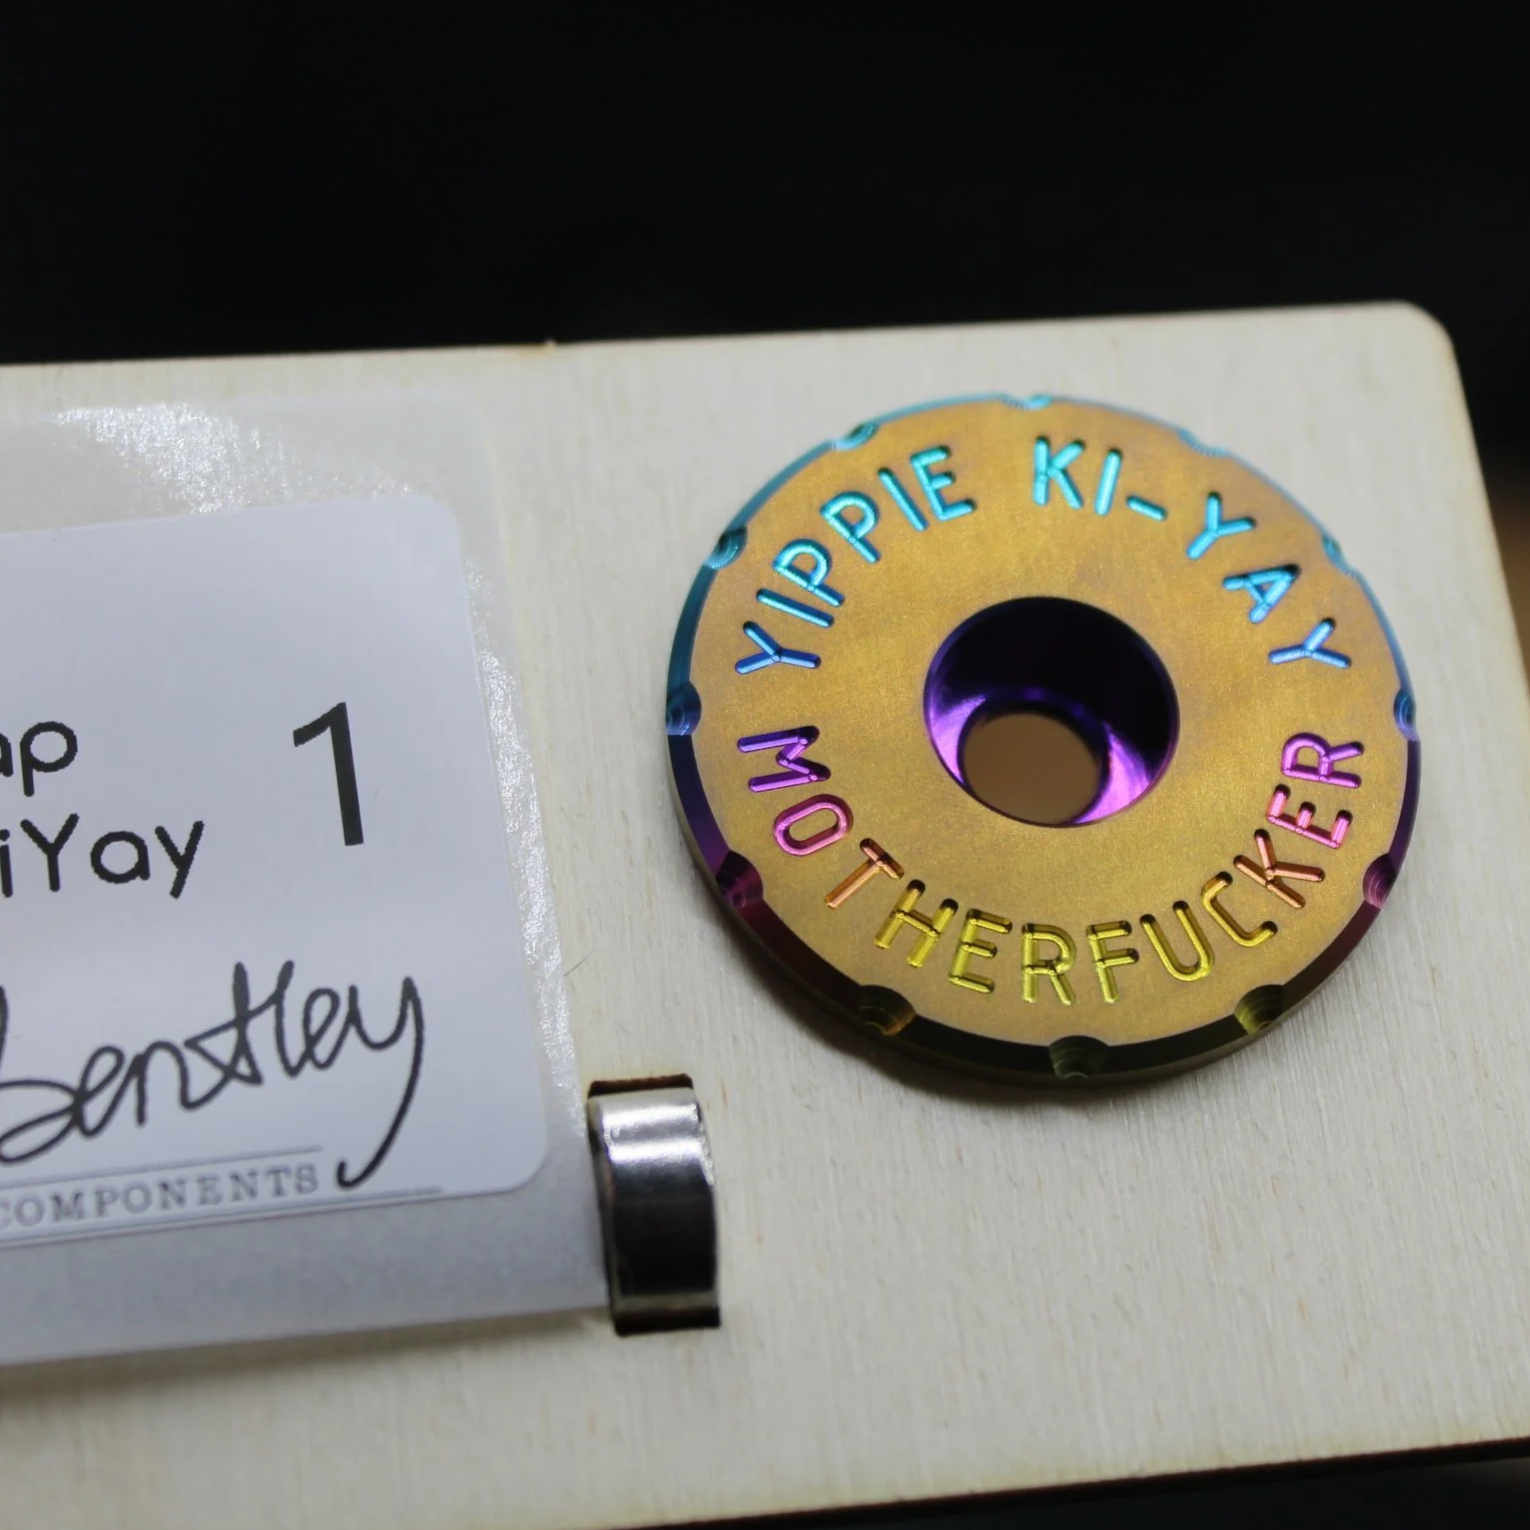 ap 1
iYay
Bentley
COMPONENTS
YIPPIE KI-YAY
MOTHERFUCKER